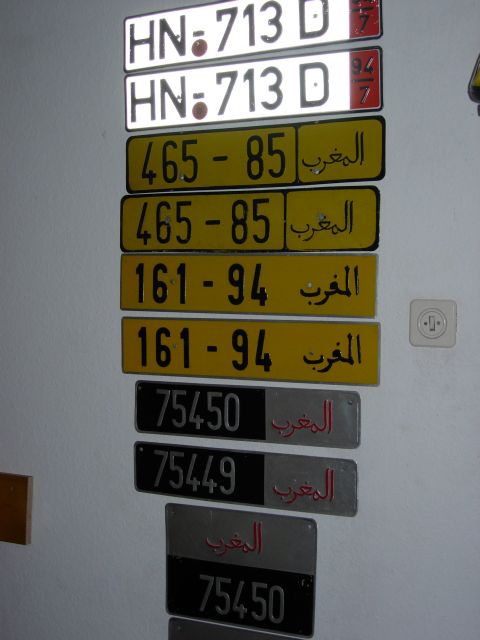 HN-713 D 7
HN-713 D 94 7
465 - 85 المغرب
465 - 85 المغرب
161 - 94 المغرب
161 - 94 المغرب
75450 المغرب
75449 المغرب
المغرب
75450